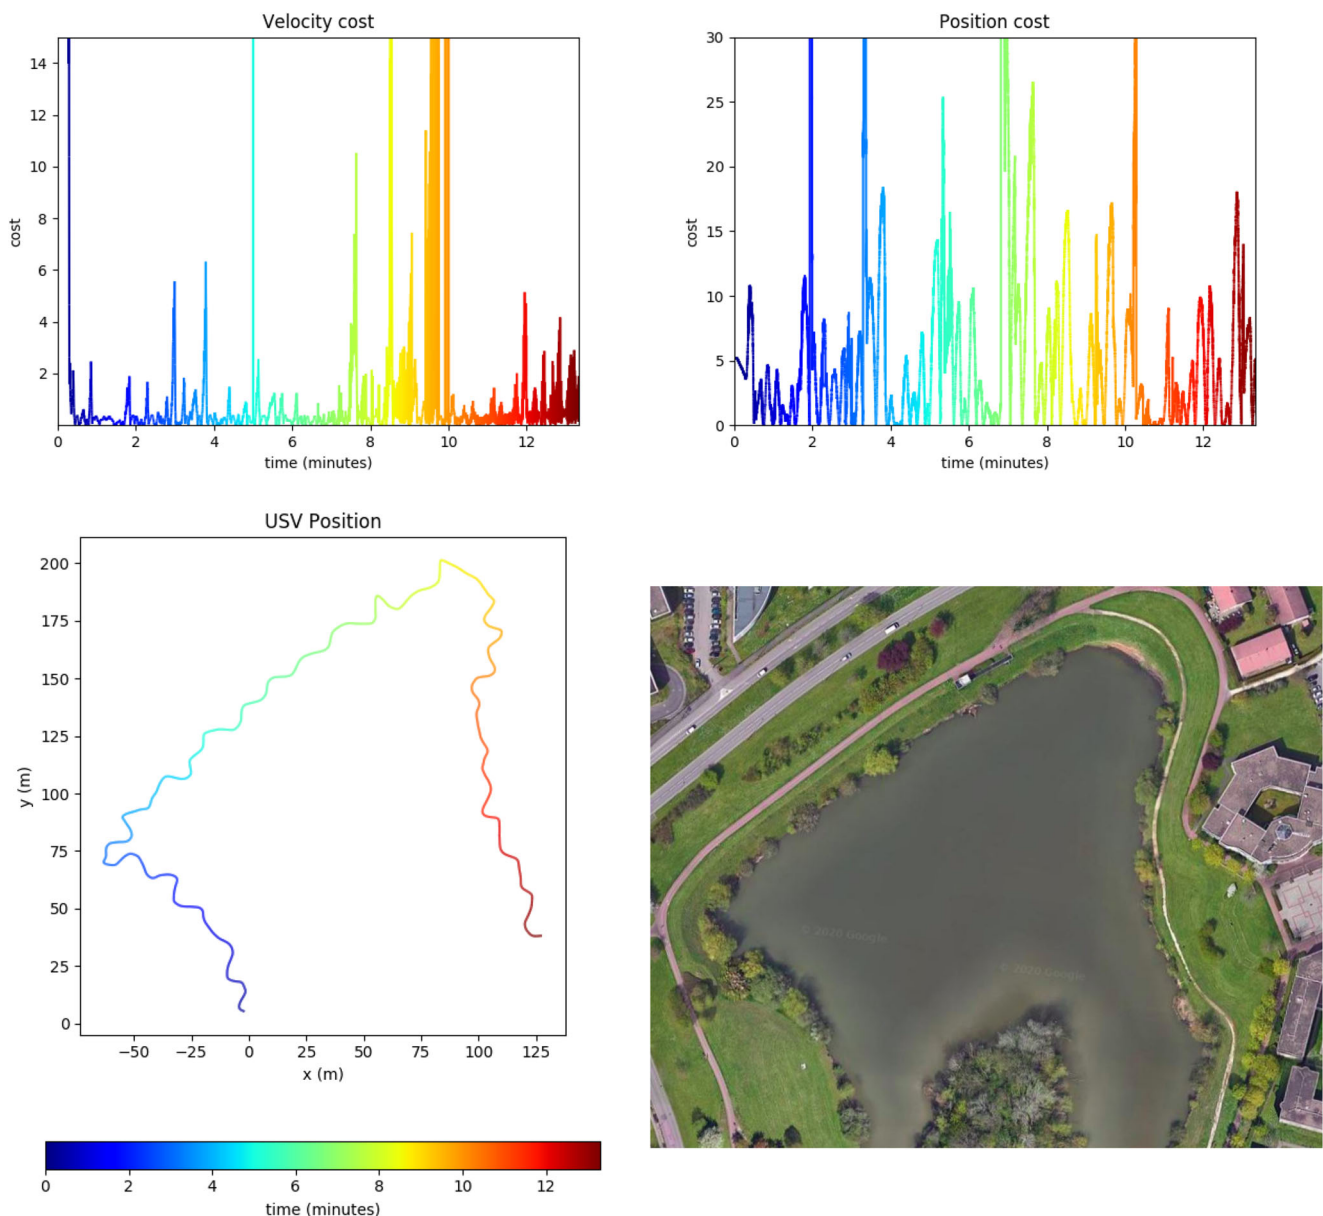 Velocity cost
14
12
10
8
6
4
2
cost
0 2 4 6 8 10 12
time (minutes)
Position cost
30
25
20
15
10
5
0
cost
0 2 4 6 8 10 12
time (minutes)
USV Position
200
175
150
125
100
75
50
25
0
y (m)
−50 −25 0 25 50 75 100 125
x (m)
© 2020 Google
© 2020 Google
0 2 4 6 8 10 12
time (minutes)